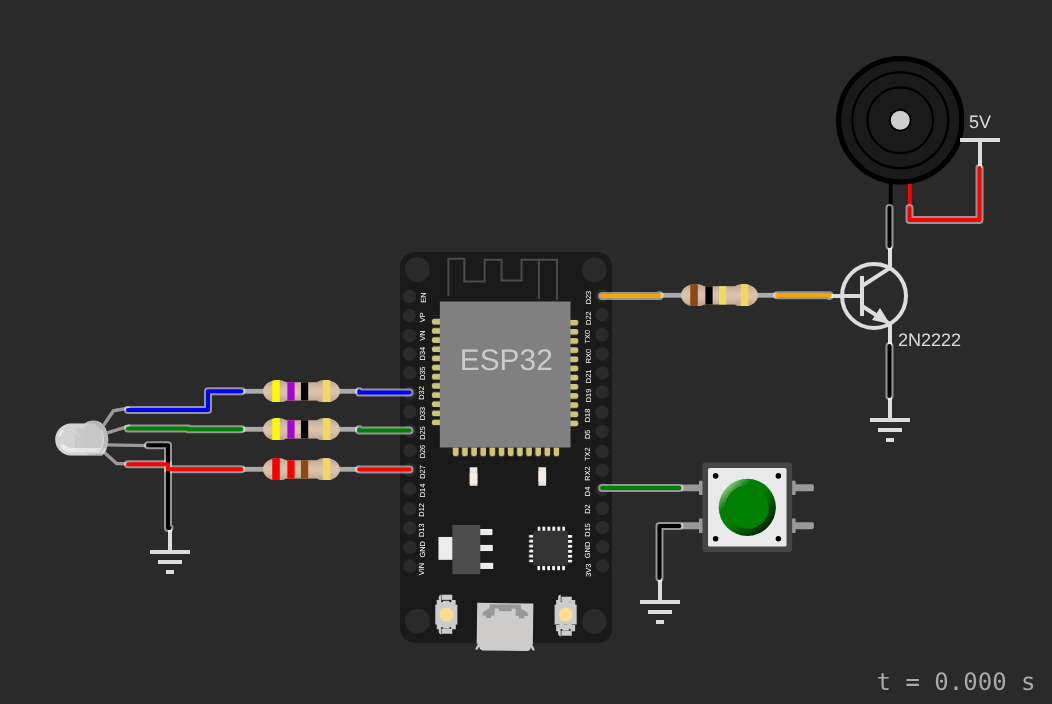 5V
2N2222
ESP32
EN
VP
VN
D34
D35
D32
D33
D25
D26
D27
D14
D12
D13
GND
VIN
D23
D22
TX0
RX0
D21
D19
D18
D5
TX2
RX2
D4
D2
D15
GND
3V3
t = 0.000 s